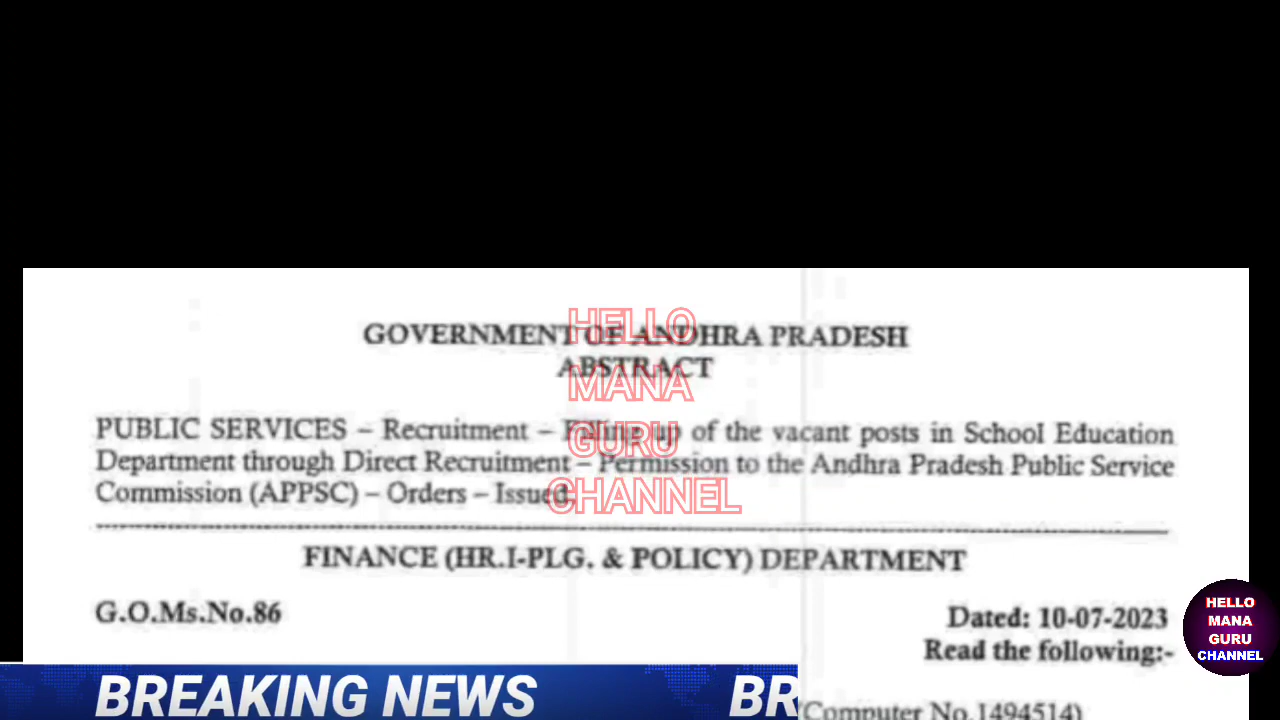 GOVERNMENT OF ANDHRA PRADESH
ABSTRACT
PUBLIC SERVICES – Recruitment – Filling up of the vacant posts in School Education
Department through Direct Recruitment – Permission to the Andhra Pradesh Public Service
Commission (APPSC) – Orders – Issued.
HELLO
MANA
GURU
CHANNEL
FINANCE (HR.I-PLG. & POLICY) DEPARTMENT
G.O.Ms.No.86
Dated: 10-07-2023
Read the following:-
HELLO
MANA
GURU
CHANNEL
BREAKING NEWS
BR
(Computer No.1494514)